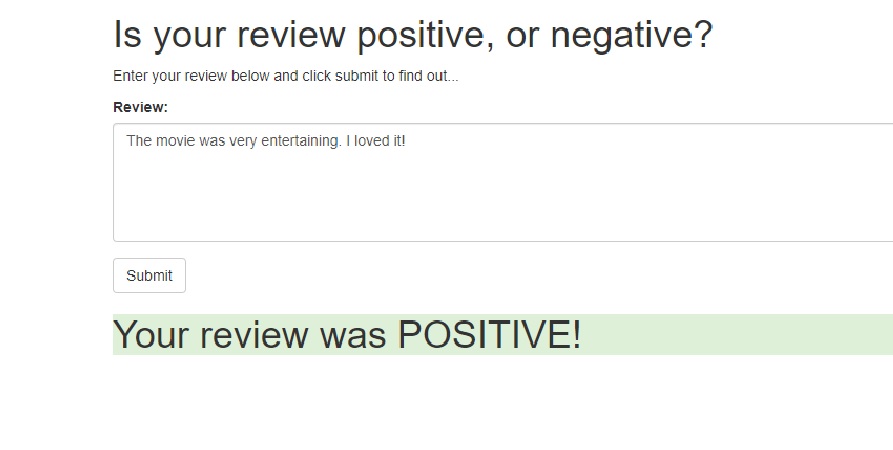 Is your review positive, or negative?
Enter your review below and click submit to find out...
Review:
The movie was very entertaining. I loved it!
Submit
Your review was POSITIVE!